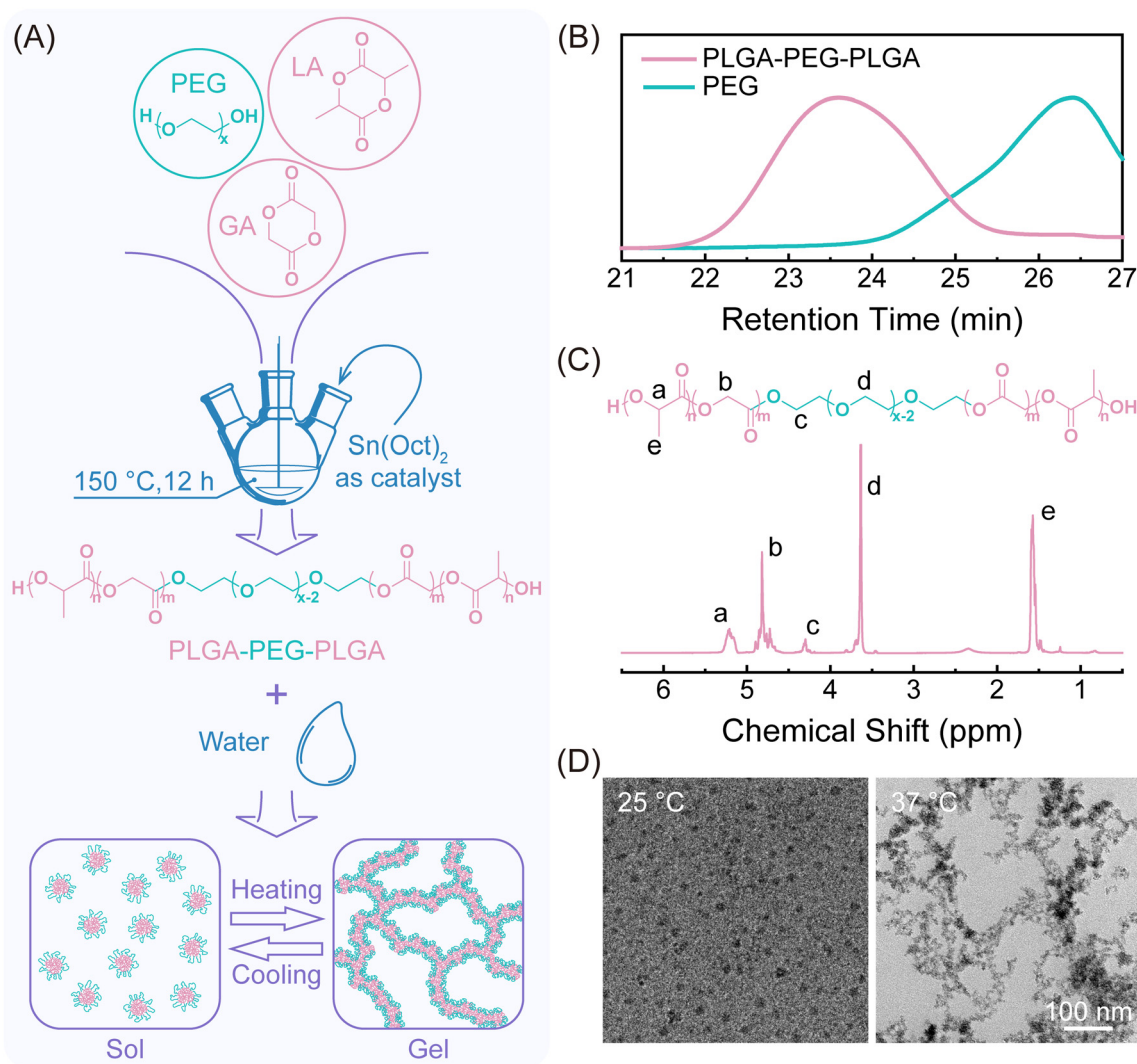 (A)
PEG
H
O
x
OH
LA
O
O
O
O
GA
O
O
O
O
150 °C,12 h
Sn(Oct)2
as catalyst
H
O
O
n
O
O
m
O
O
x-2
O
O
O
O
m
O
O
n
OH
PLGA-PEG-PLGA
+
Water
Heating
Cooling
Sol
Gel
(B)
PLGA-PEG-PLGA
PEG
21 22 23 24 25 26 27
Retention Time (min)
(C)
H
O
a
O
n
O
b
O
m
O
c
O
d
x-2
O
O
O
m
O
O
n
OH
e
a
b
c
d
e
6 5 4 3 2 1
Chemical Shift (ppm)
(D)
25 °C
37 °C
100 nm